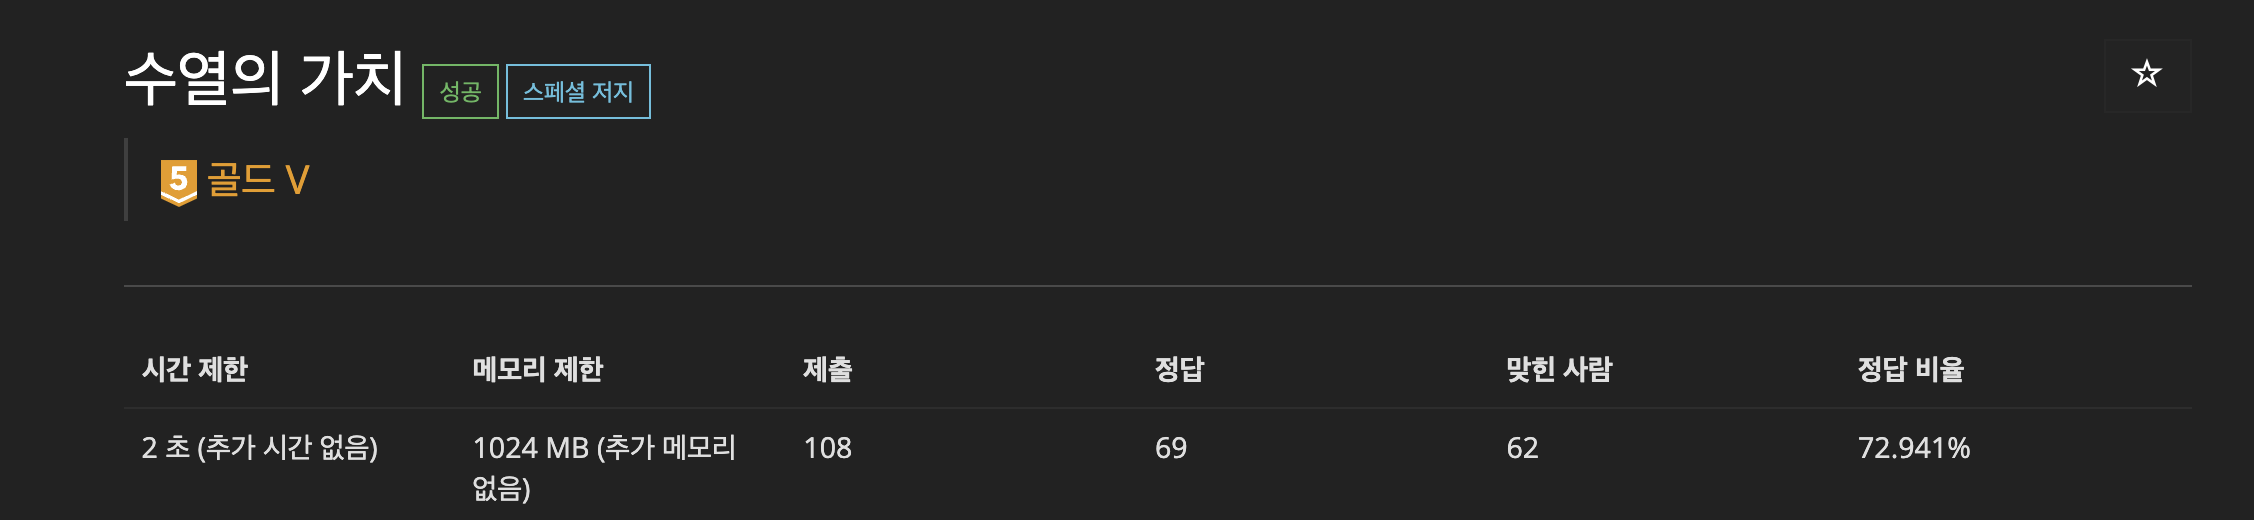 수열의 가치 성공 스페셜 저지
5 골드 V
시간 제한 메모리 제한 제출 정답 맞힌 사람 정답 비율
2 초 (추가 시간 없음) 1024 MB (추가 메모리 108 69 62 72.941%
없음)